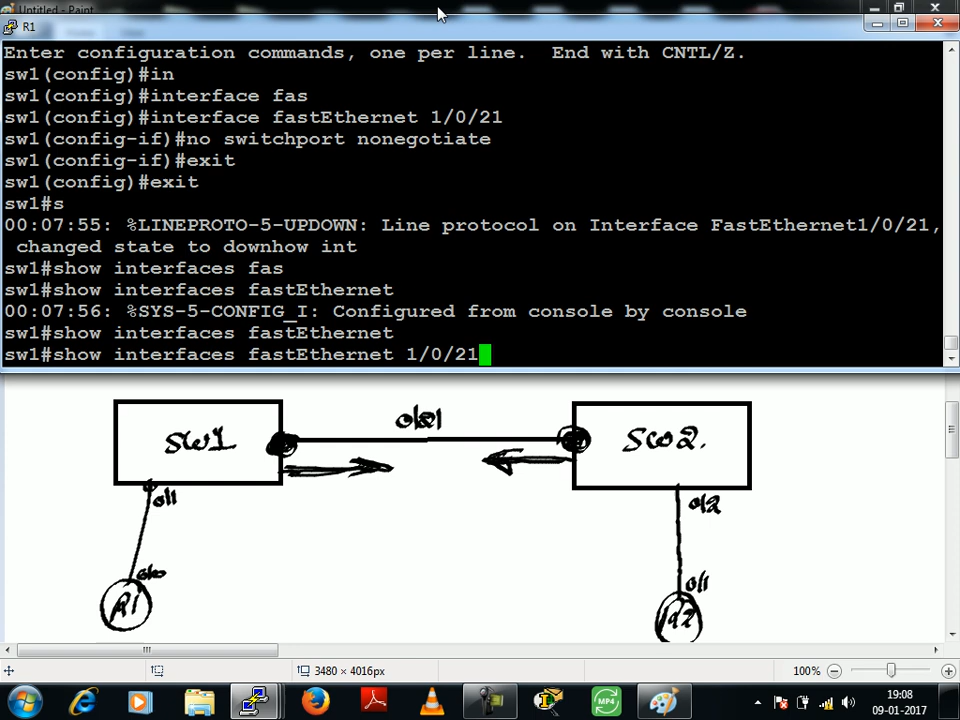 Untitled - Paint
R1
Enter configuration commands, one per line.  End with CNTL/Z.
sw1(config)#in
sw1(config)#interface fas
sw1(config)#interface fastEthernet 1/0/21
sw1(config-if)#no switchport nonegotiate
sw1(config-if)#exit
sw1(config)#exit
sw1#s
00:07:55: %LINEPROTO-5-UPDOWN: Line protocol on Interface FastEthernet1/0/21,
changed state to downhow int
sw1#show interfaces fas
sw1#show interfaces fastEthernet
00:07:56: %SYS-5-CONFIG_I: Configured from console by console
sw1#show interfaces fastEthernet
sw1#show interfaces fastEthernet 1/0/21
0/21
SW1
SW2.
0/1
0/2
0/0
0/1
R1
R2
3480 × 4016px
100%
MP4
19:08
09-01-2017